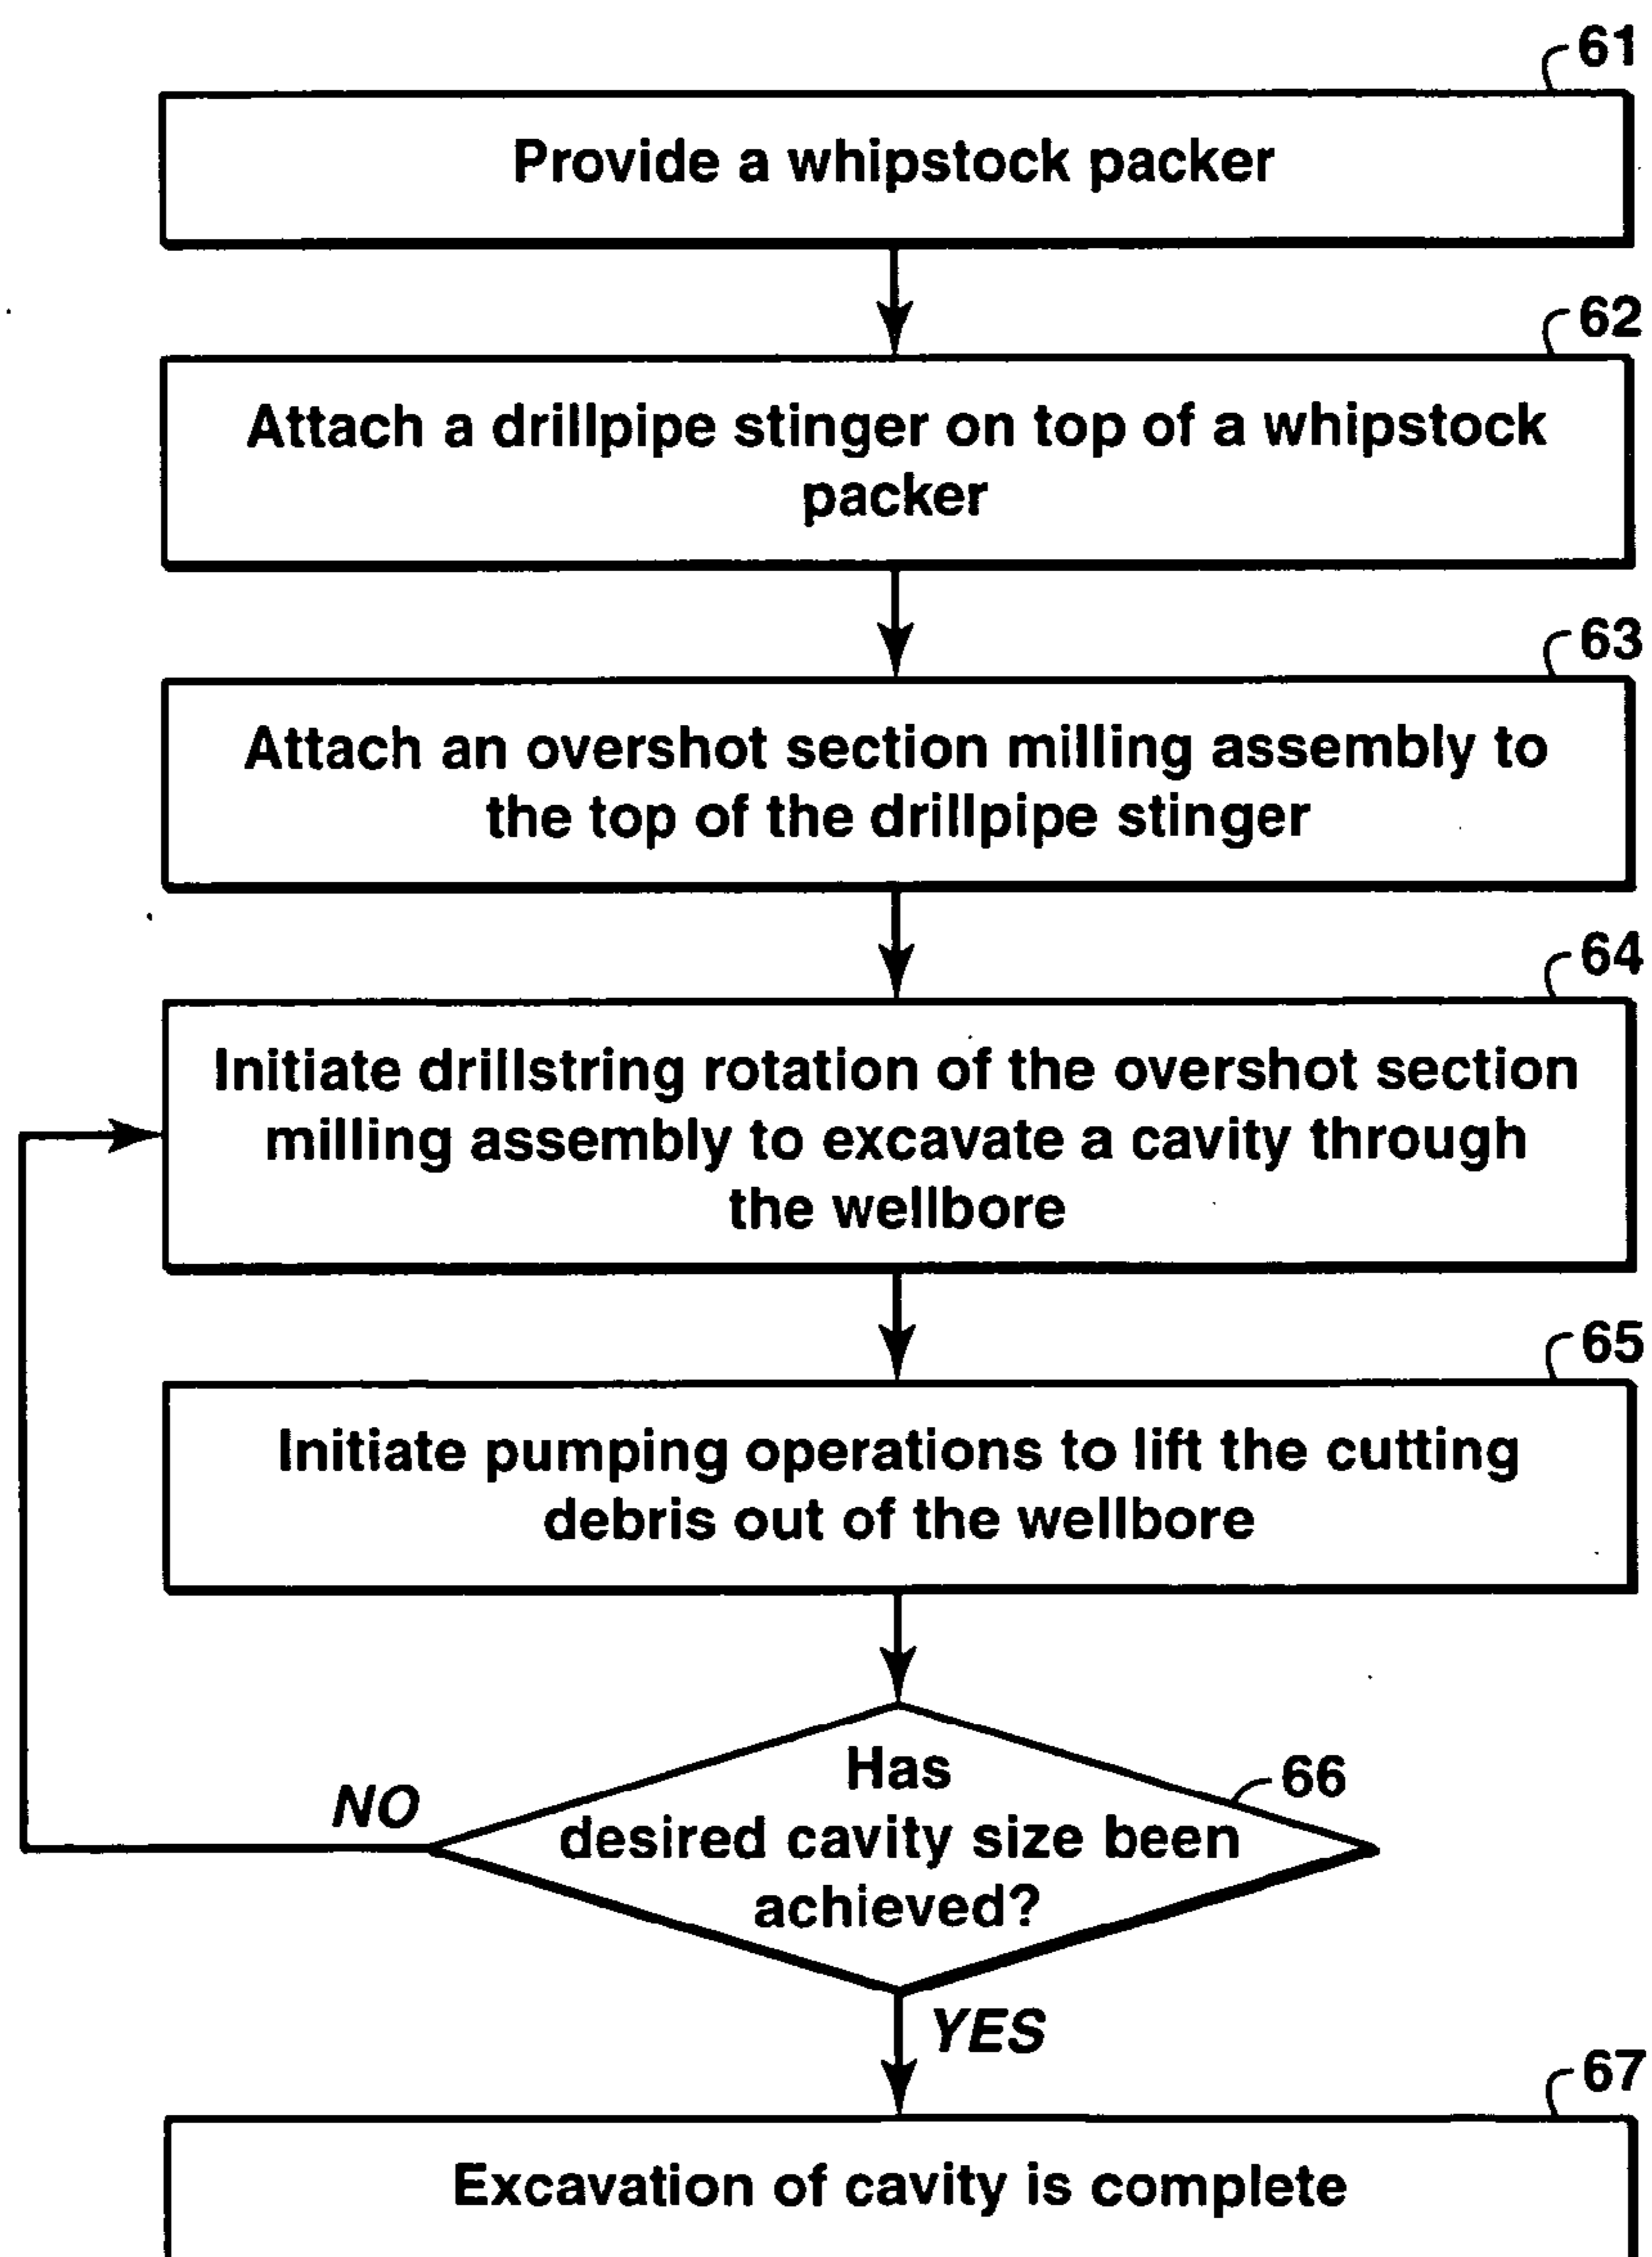 61
Provide a whipstock packer
62
Attach a drillpipe stinger on top of a whipstock
packer
63
Attach an overshot section milling assembly to
the top of the drillpipe stinger
64
Initiate drillstring rotation of the overshot section
milling assembly to excavate a cavity through
the wellbore
65
Initiate pumping operations to lift the cutting
debris out of the wellbore
66
Has
desired cavity size been
achieved?
NO
YES
67
Excavation of cavity is complete